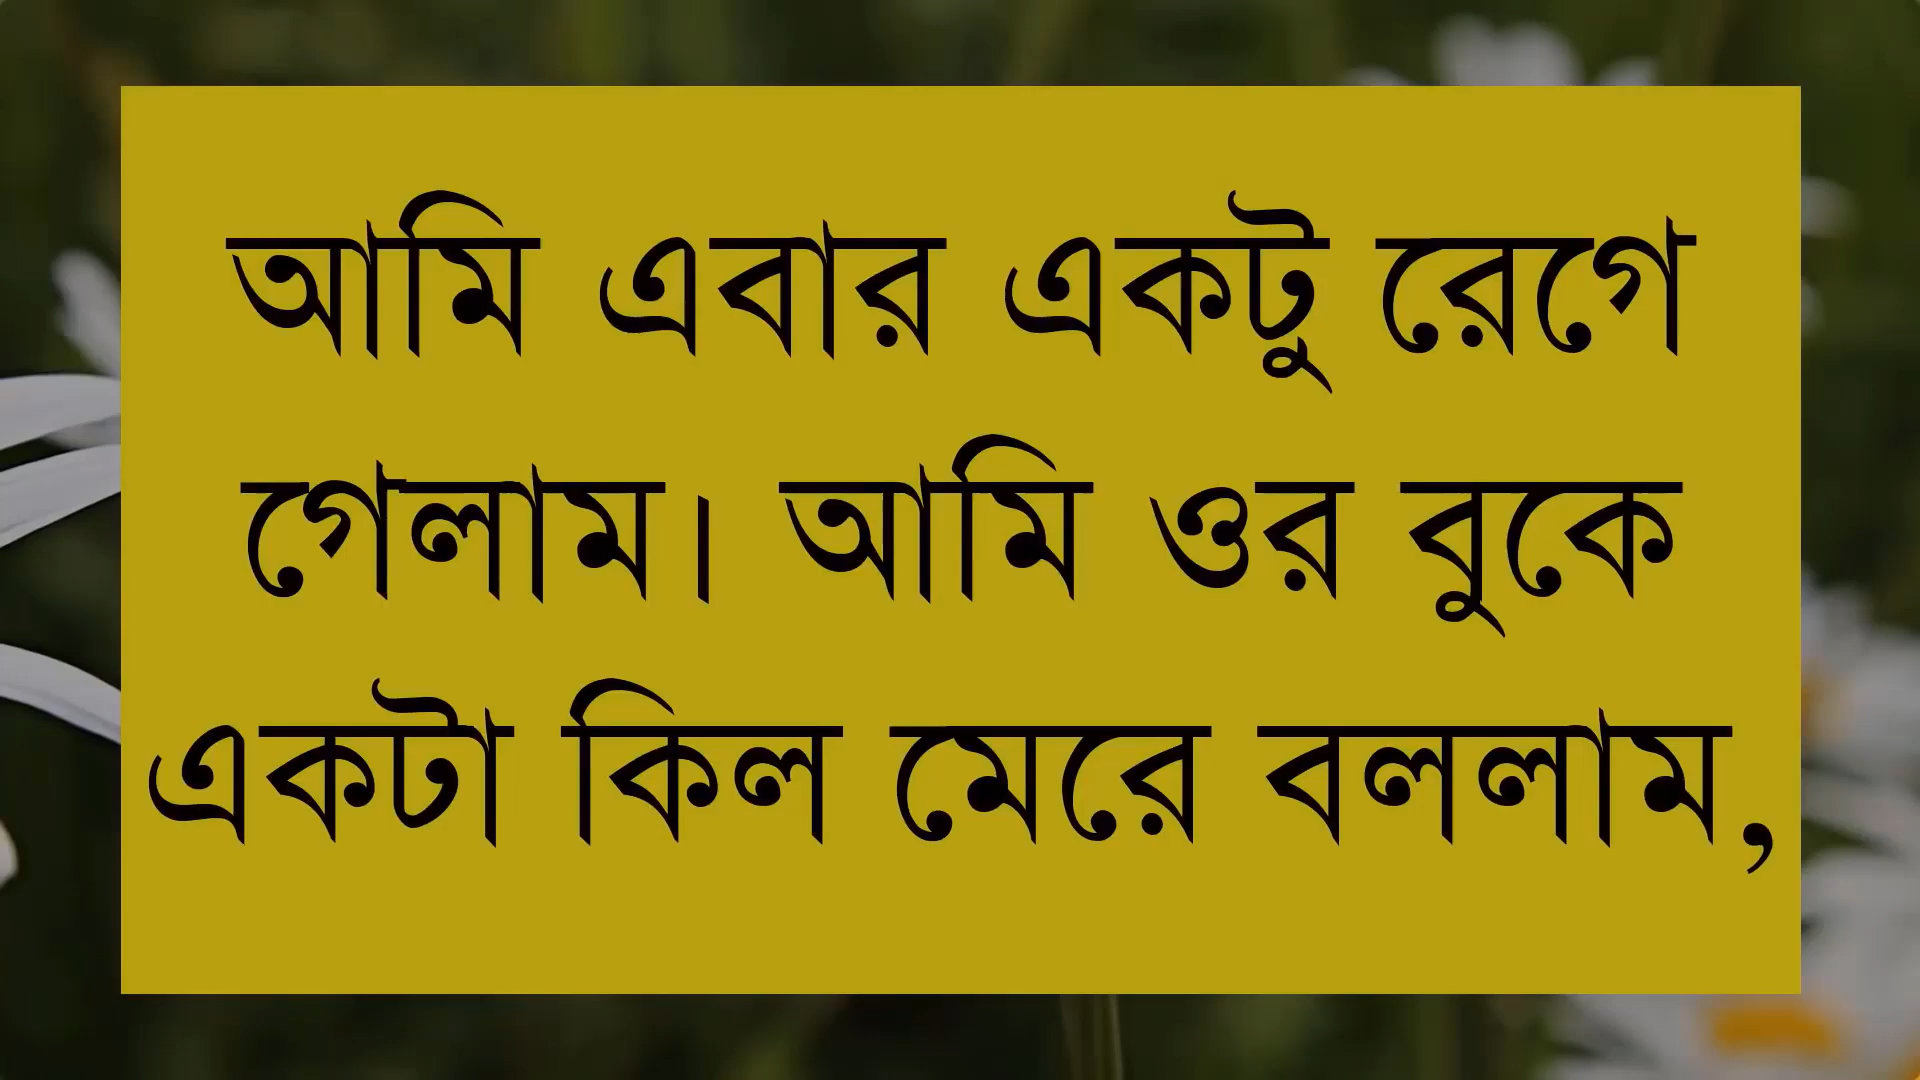 আমি এবার একটু রেগে
গেলাম। আমি ওর বুকে
একটা কিল মেরে বললাম,